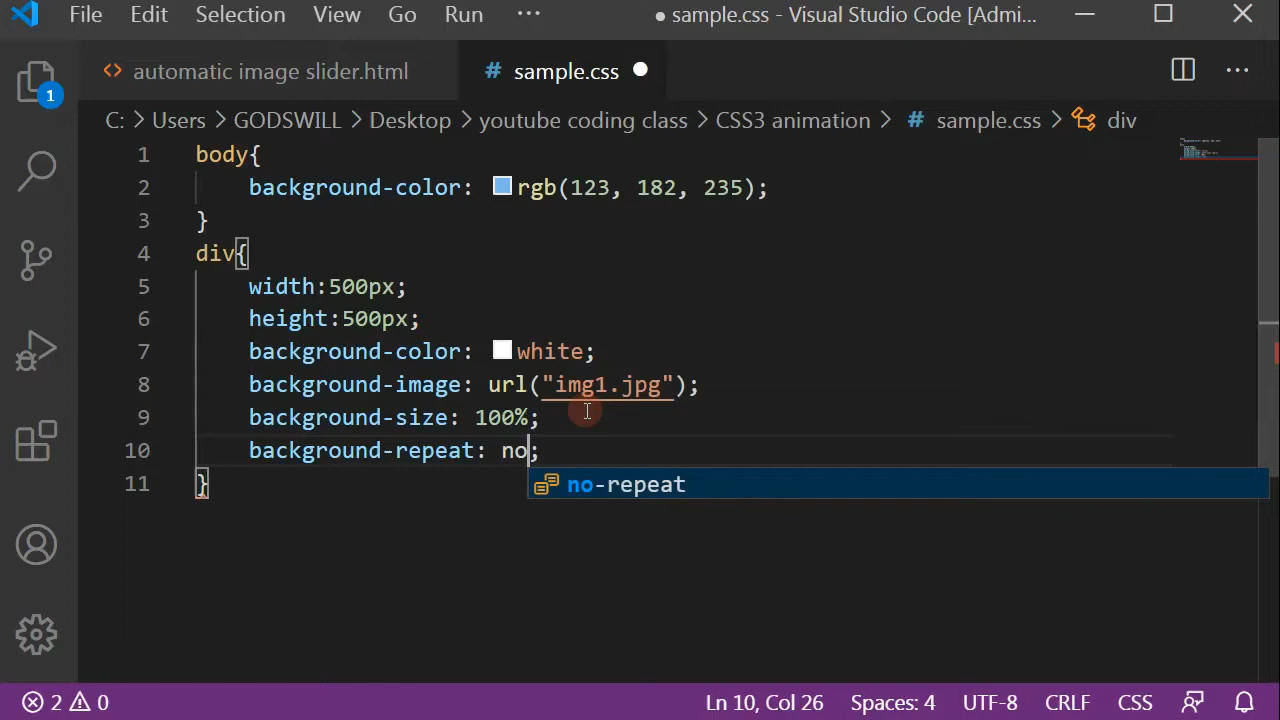 File Edit Selection View Go Run ··· ● sample.css - Visual Studio Code [Admi...
1
<> automatic image slider.html # sample.css ●
C: > Users > GODSWILL > Desktop > youtube coding class > CSS3 animation > # sample.css > div
1 body{
2 background-color: rgb(123, 182, 235);
3 }
4 div{
5 width:500px;
6 height:500px;
7 background-color: white;
8 background-image: url("img1.jpg");
9 background-size: 100%;
10 background-repeat: no;
no-repeat
11 }
2 0 Ln 10, Col 26 Spaces: 4 UTF-8 CRLF CSS